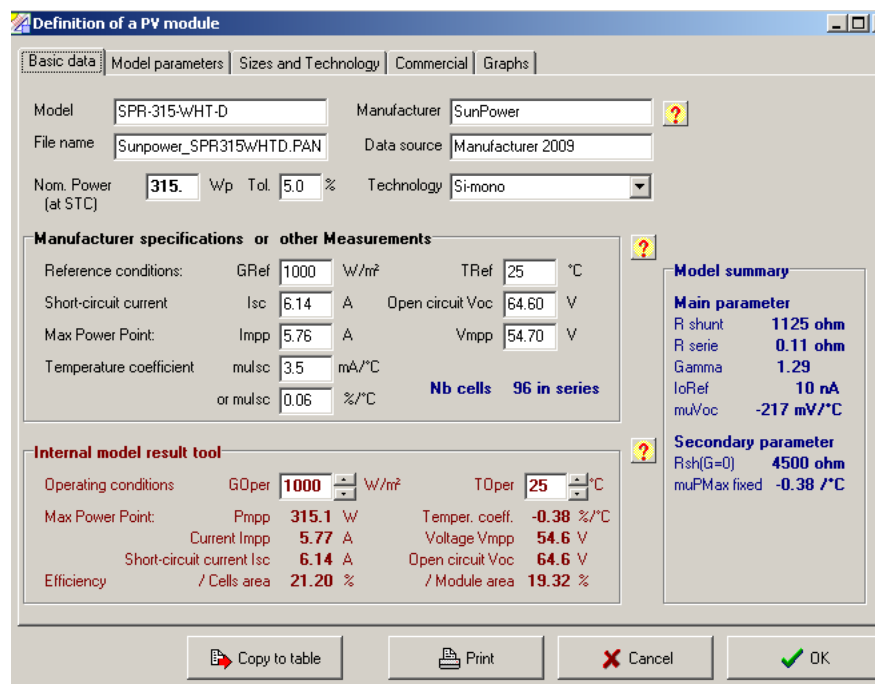 Definition of a PV module
Basic data Model parameters Sizes and Technology Commercial Graphs
Model SPR-315-WHT-D Manufacturer SunPower ?
File name Sunpower_SPR315WHTD.PAN Data source Manufacturer 2009
Nom. Power 315. Wp Tol. 5.0 % Technology Si-mono
(at STC)
Manufacturer specifications or other Measurements ?
Reference conditions: GRef 1000 W/m² TRef 25 °C
Short-circuit current Isc 6.14 A Open circuit Voc 64.60 V
Max Power Point: Impp 5.76 A Vmpp 54.70 V
Temperature coefficient muIsc 3.5 mA/°C
Nb cells 96 in series
or muIsc 0.06 %/°C
Model summary
Main parameter
R shunt 1125 ohm
R serie 0.11 ohm
Gamma 1.29
IoRef 10 nA
muVoc -217 mV/°C
Secondary parameter
Rsh(G=0) 4500 ohm
muPMax fixed -0.38 /°C
Internal model result tool ?
Operating conditions GOper 1000 W/m² TOper 25 °C
Max Power Point: Pmpp 315.1 W Temper. coeff. -0.38 %/°C
Current Impp 5.77 A Voltage Vmpp 54.6 V
Short-circuit current Isc 6.14 A Open circuit Voc 64.6 V
Efficiency / Cells area 21.20 % / Module area 19.32 %
Copy to table Print Cancel OK